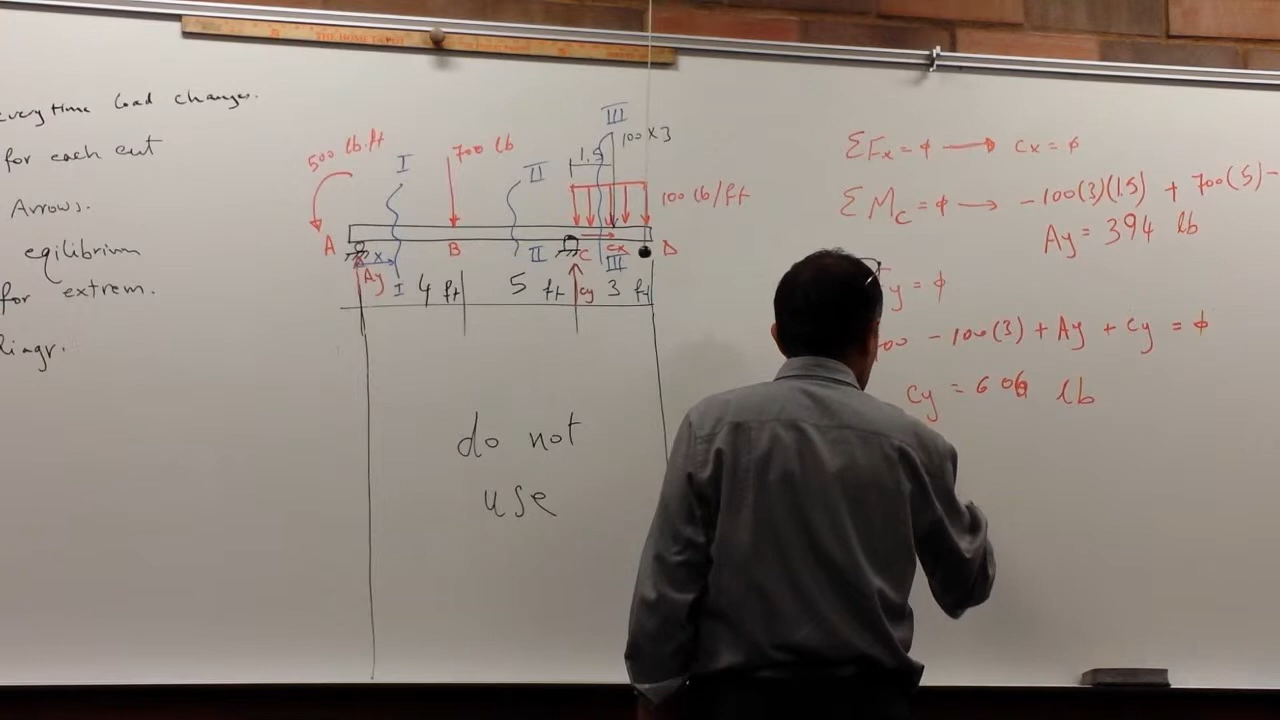 THE HOME DEPOT
everytime load changes.
for each cut
Arrows.
eqilibrium
for extrem.
diagr.
III
100 x 3
500 lb.ft
I
700 lb
1.5
II
100 lb/ft
A
x
B
II
C
Cx
III
D
Ay
I
4 ft
5 ft
Cy
3 ft
do not
use
ΣFx = ϕ → Cx = ϕ
ΣMc = ϕ → -100(3)(1.5) + 700(5) -
Ay = 394 lb
y = ϕ
00 - 100(3) + Ay + Cy = ϕ
Cy = 606 lb